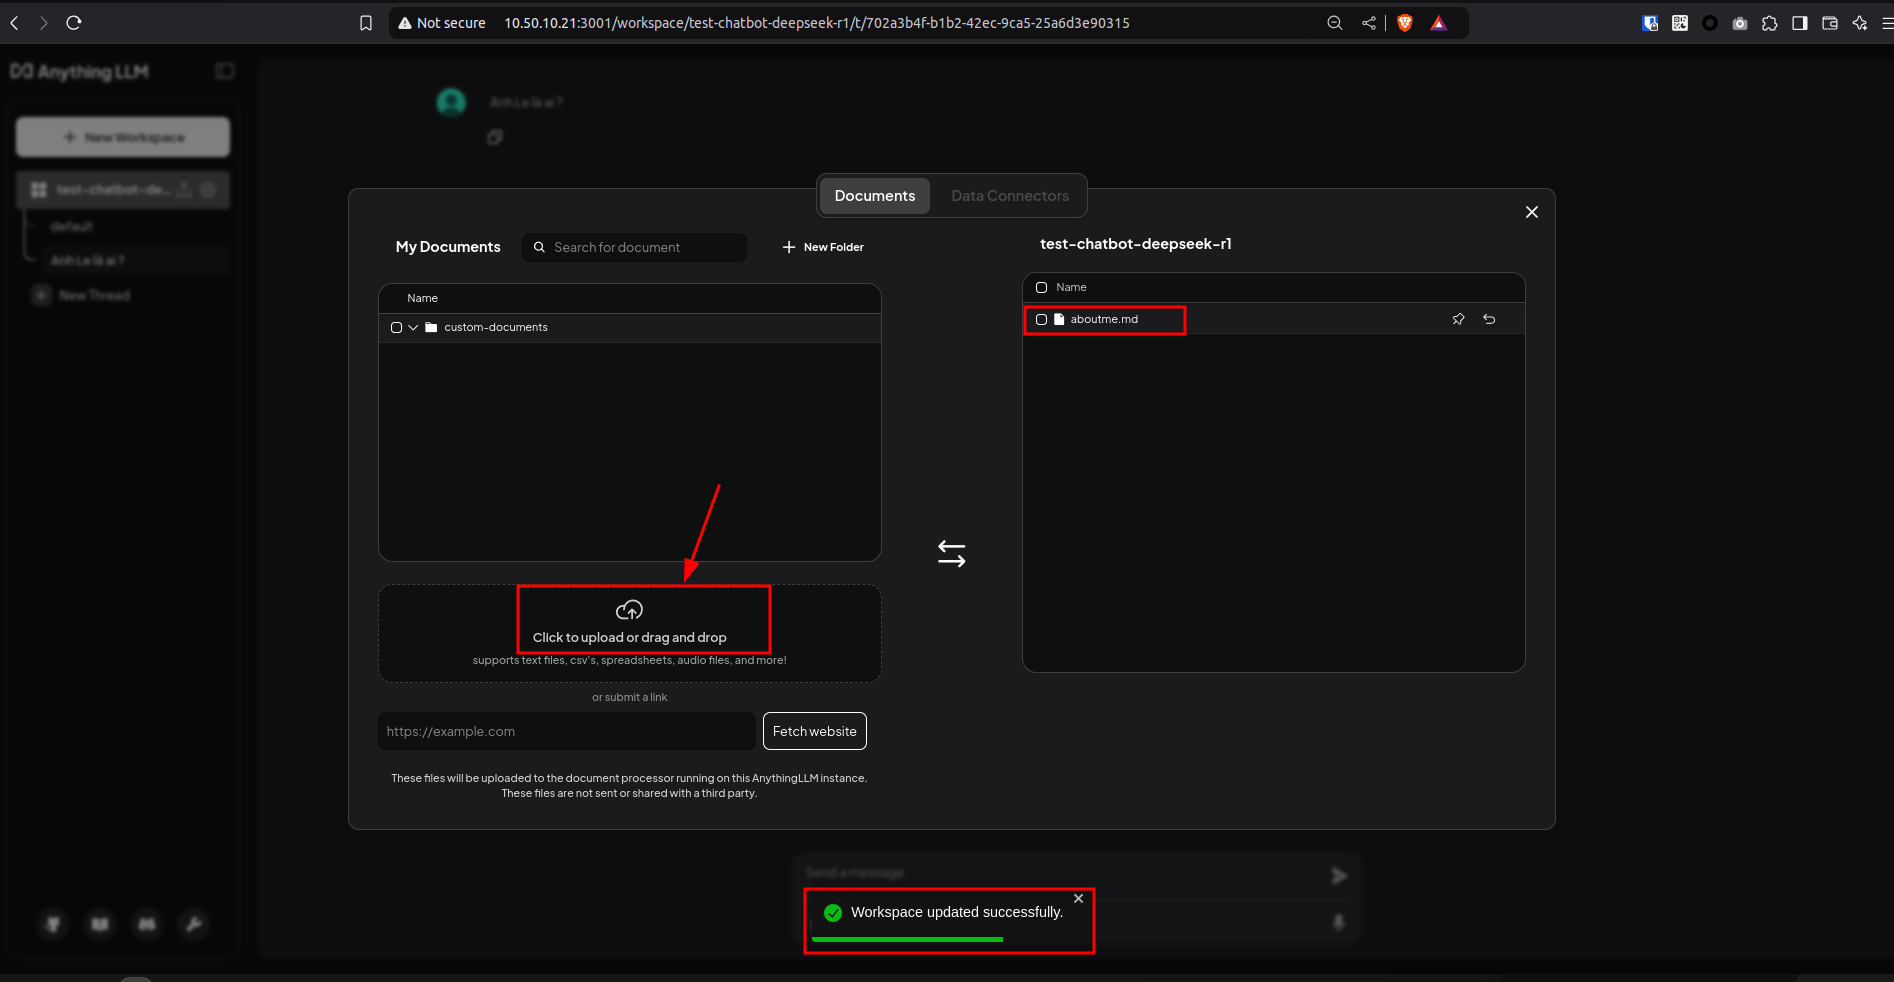 Not secure 10.50.10.21:3001/workspace/test-chatbot-deepseek-r1/t/702a3b4f-b1b2-42ec-9ca5-25a6d3e90315
Anything LLM
New Workspace
test-chatbot-de...
default
Anh Le là ai ?
New Thread
Anh Le là ai ?
Documents
Data Connectors
My Documents
Search for document
New Folder
Name
custom-documents
Click to upload or drag and drop
supports text files, csv's, spreadsheets, audio files, and more!
or submit a link
https://example.com
Fetch website
These files will be uploaded to the document processor running on this AnythingLLM instance.
These files are not sent or shared with a third party.
test-chatbot-deepseek-r1
Name
aboutme.md
Send a message
Workspace updated successfully.